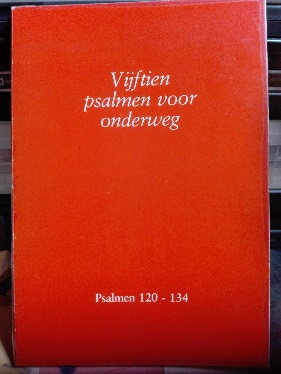 Vijftien
psalmen voor
onderweg
Psalmen 120 - 134